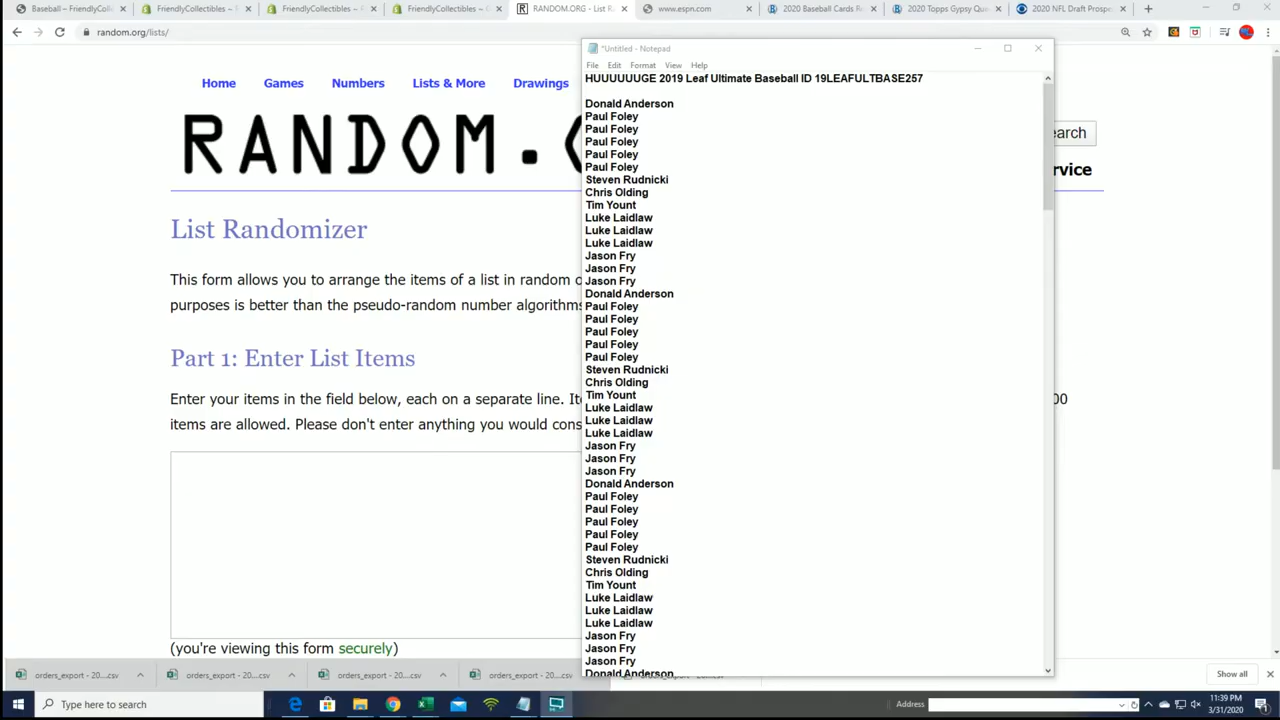 Baseball – FriendlyCollec
FriendlyCollectibles ~
FriendlyCollectibles ~
FriendlyCollectibles ~
RANDOM.ORG - List R
www.espn.com
2020 Baseball Cards R
2020 Topps Gypsy Que
2020 NFL Draft Prospe
random.org/lists/
*Untitled - Notepad
File Edit Format View Help
Home Games Numbers Lists & More Drawings
HUUUUUUGE 2019 Leaf Ultimate Baseball ID 19LEAFULTBASE257
RANDOM.
earch
rvice
List Randomizer
This form allows you to arrange the items of a list in random o
purposes is better than the pseudo-random number algorithms
Part 1: Enter List Items
Enter your items in the field below, each on a separate line. It
00
items are allowed. Please don't enter anything you would cons
(you're viewing this form securely)
Donald Anderson
Paul Foley
Paul Foley
Paul Foley
Paul Foley
Paul Foley
Steven Rudnicki
Chris Olding
Tim Yount
Luke Laidlaw
Luke Laidlaw
Luke Laidlaw
Jason Fry
Jason Fry
Jason Fry
Donald Anderson
Paul Foley
Paul Foley
Paul Foley
Paul Foley
Paul Foley
Steven Rudnicki
Chris Olding
Tim Yount
Luke Laidlaw
Luke Laidlaw
Luke Laidlaw
Jason Fry
Jason Fry
Jason Fry
Donald Anderson
Paul Foley
Paul Foley
Paul Foley
Paul Foley
Paul Foley
Steven Rudnicki
Chris Olding
Tim Yount
Luke Laidlaw
Luke Laidlaw
Luke Laidlaw
Jason Fry
Jason Fry
Jason Fry
Donald Anderson
orders_export - 20....csv
orders_export - 20....csv
orders_export - 20....csv
orders_export - 20....csv
Show all
Type here to search
Address
11:39 PM
3/31/2020